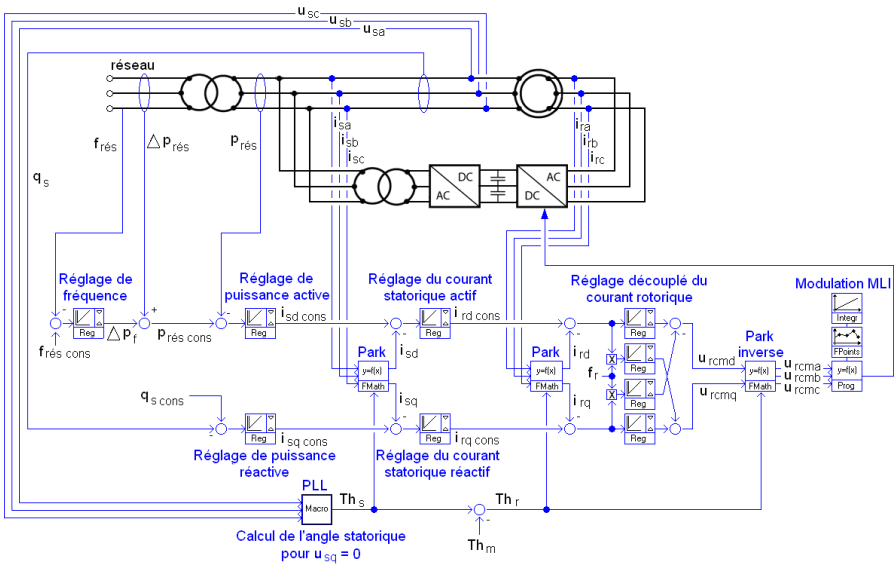 u sc
u sb
u sa
réseau
f rés
Δ p rés
p rés
i sa
i sb
i sc
i ra
i rb
i rc
q s
DC
AC
AC
DC
Réglage de
fréquence
Réglage de
puissance active
Réglage du courant
statorique actif
Réglage découplé du
courant rotorique
Modulation MLI
Integr
FPoints
Prog
-
+
-
-
-
Reg
Reg
Reg
Reg
Δ p f
p rés cons
i sd cons
i rd cons
f rés cons
Park
y=f(x)
FMath
i sd
Park
y=f(x)
FMath
i rd
f r
X
X
Reg
Reg
-
-
u rcmd
u rcmq
Park
inverse
y=f(x)
FMath
u rcma
u rcmb
u rcmc
y=f(x)
q s cons
i sq
i rq
-
-
-
Reg
Reg
Reg
i sq cons
i rq cons
Réglage de puissance
réactive
Réglage du courant
statorique réactif
PLL
Macro
Th s
Th r
-
Th m
Calcul de l'angle statorique
pour u sq = 0